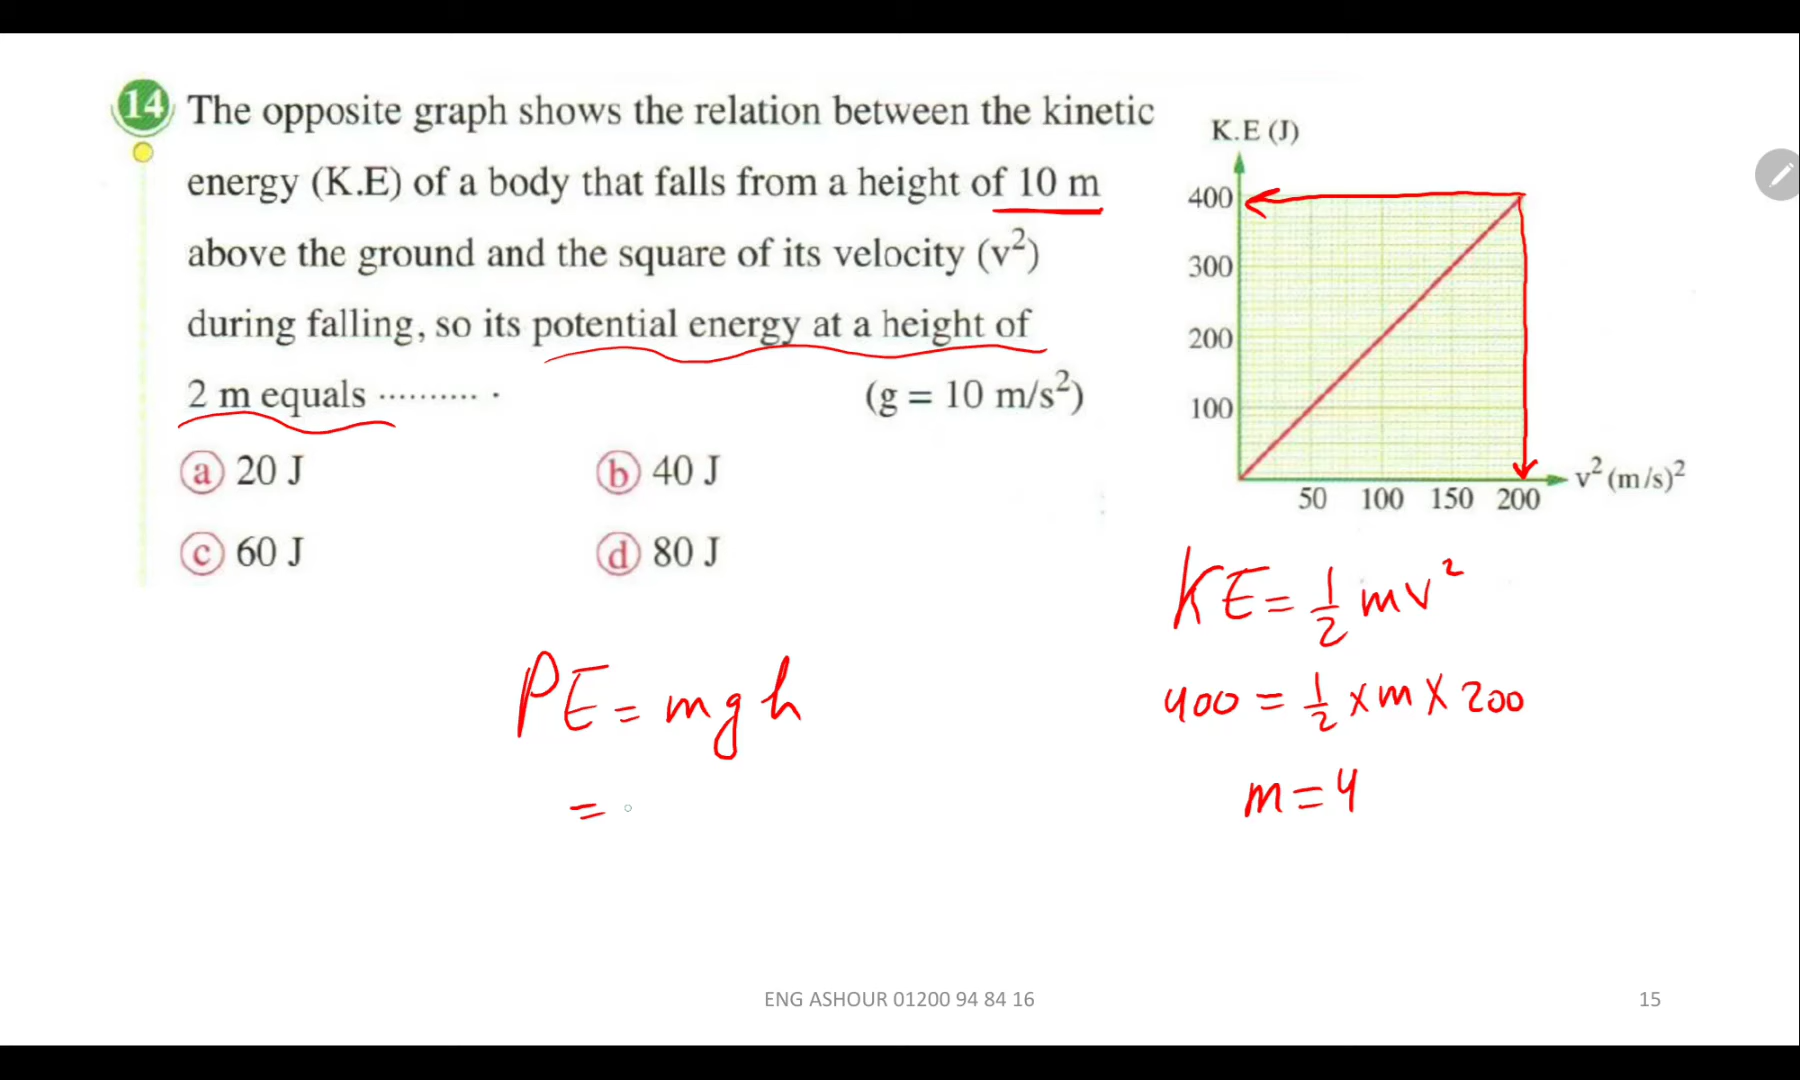 14 The opposite graph shows the relation between the kinetic
energy (K.E) of a body that falls from a height of 10 m
above the ground and the square of its velocity (v²)
during falling, so its potential energy at a height of
2 m equals .......... . (g = 10 m/s²)
a 20 J b 40 J
c 60 J d 80 J
K.E (J)
400
300
200
100
50 100 150 200
v² (m/s)²
KE = 1/2 mv²
400 = 1/2 × m × 200
m = 4
PE = mgh
=
ENG ASHOUR 01200 94 84 16
15